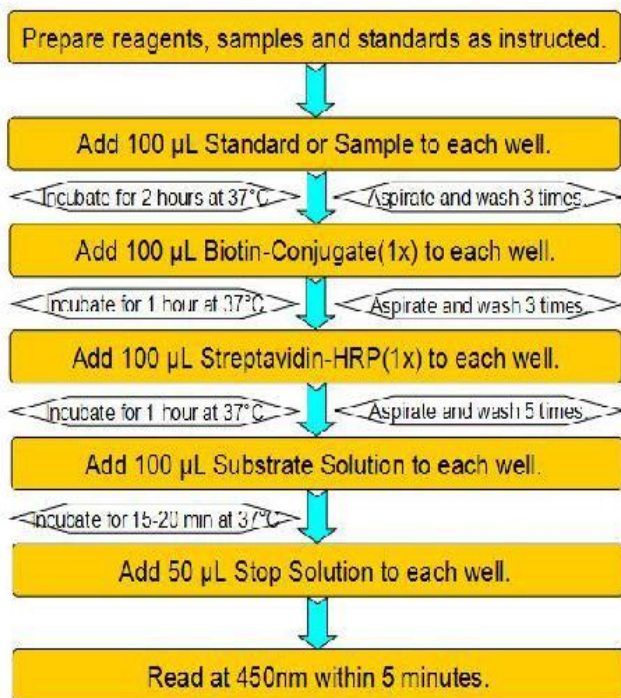 Prepare reagents, samples and standards as instructed.
Add 100 µL Standard or Sample to each well.
Incubate for 2 hours at 37°C
Aspirate and wash 3 times
Add 100 µL Biotin-Conjugate(1x) to each well.
Incubate for 1 hour at 37°C
Aspirate and wash 3 times
Add 100 µL Streptavidin-HRP(1x) to each well.
Incubate for 1 hour at 37°C
Aspirate and wash 5 times
Add 100 µL Substrate Solution to each well.
Incubate for 15-20 min at 37°C
Add 50 µL Stop Solution to each well.
Read at 450nm within 5 minutes.